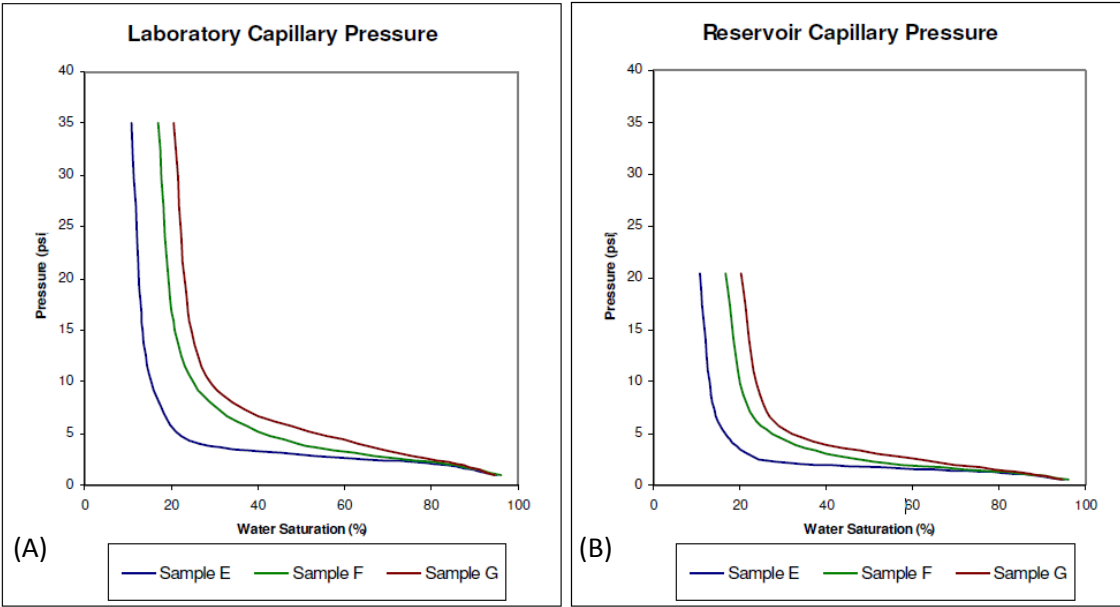 Laboratory Capillary Pressure
40
35
30
25
20
15
10
5
0
Pressure (psi)
0 20 40 60 80 100
Water Saturation (%)
(A)
Sample E Sample F Sample G
Reservoir Capillary Pressure
40
35
30
25
20
15
10
5
0
Pressure (psi)
0 20 40 60 80 100
Water Saturation (%)
(B)
Sample E Sample F Sample G